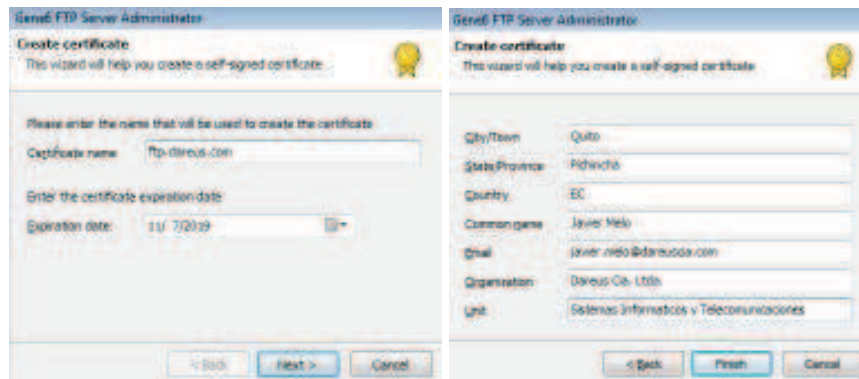 Gene6 FTP Server Administrator
Create certificate
This wizard will help you create a self-signed certificate
Please enter the name that will be used to create the certificate
Certificate name
ftp.dareus.com
Enter the certificate expiration date
Expiration date:
11/ 7/2019
< Back
Next >
Cancel
Gene6 FTP Server Administrator
Create certificate
This wizard will help you create a self-signed certificate
City/Town
Quito
State/Province
Pichincha
Country
EC
Common name
Javier Melo
Email
javier.melo@dareuscia.com
Organization
Dareus Cia. Ltda.
Unit
Sistemas Informaticos y Telecomunicaciones
< Back
Finish
Cancel